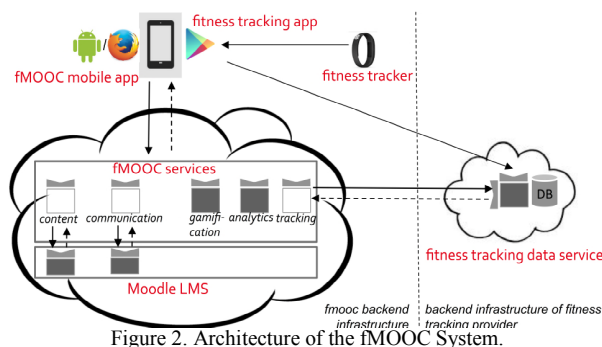 fitness tracking app
fMOOC mobile app
/
fitness tracker
fMOOC services
content
communication
gamifi-
cation
analytics
tracking
DB
fitness tracking data service
Moodle LMS
fmooc backend
infrastructure
backend infrastructure of fitness
tracking provider
Figure 2. Architecture of the fMOOC System.